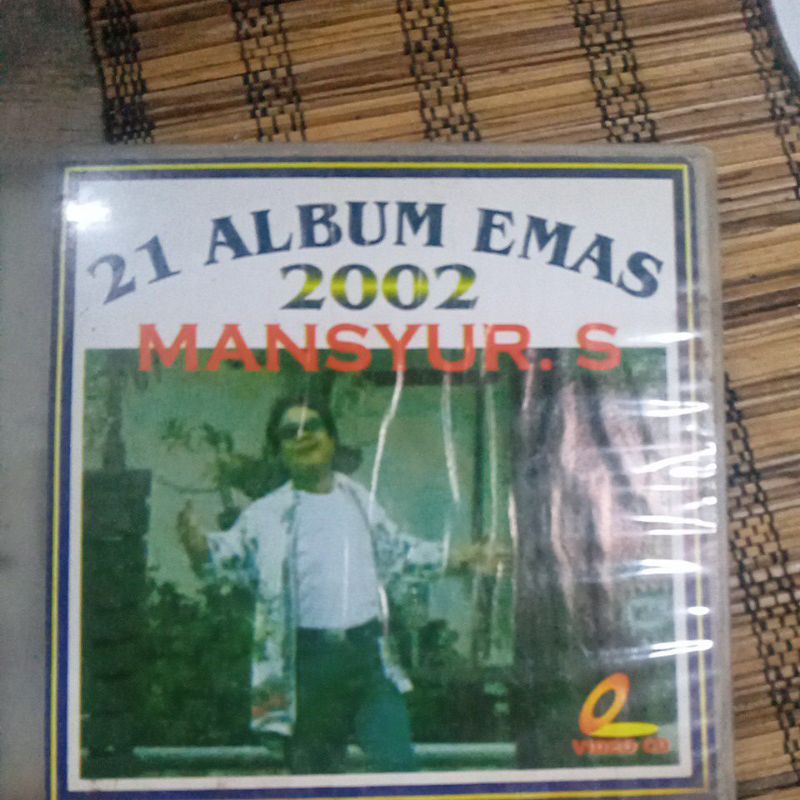 21 ALBUM EMAS
2002
MANSYUR. S
VIDEO CD